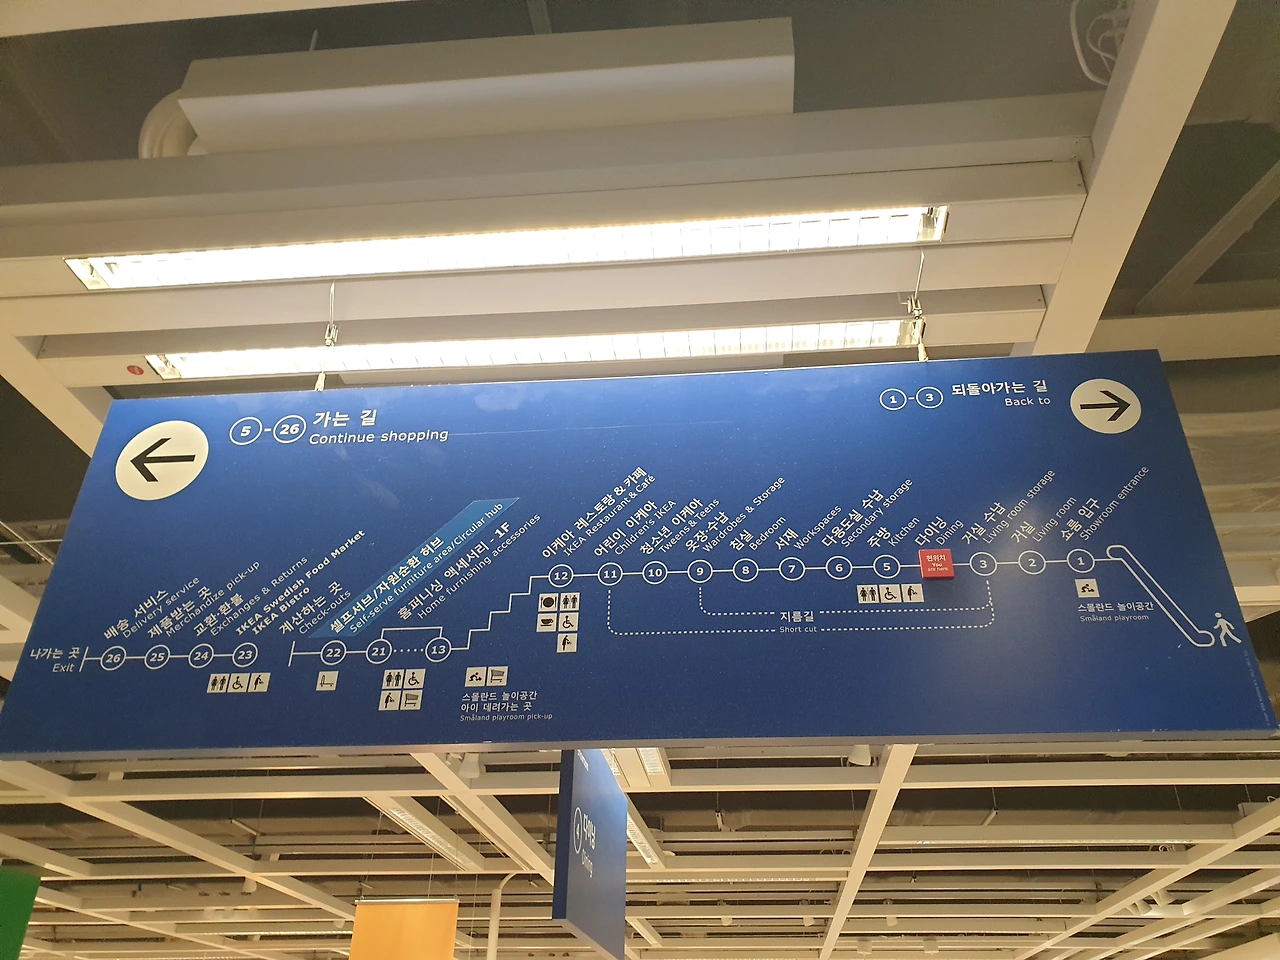 5-26 가는 길
Continue shopping
1-3 되돌아가는 길
Back to
나가는 곳
Exit
26
배송 서비스
Delivery service
25
제품받는 곳
Merchandize pick-up
24
교환·환불
Exchanges & Returns
23
IKEA Swedish Food Market
IKEA Bistro
계산하는 곳
Check-outs
22
셀프서브/자원순환 허브
Self-serve furniture area/Circular hub
21
13
홈퍼니싱 액세서리 - 1F
Home furnishing accessories
스몰란드 놀이공간
아이 데려가는 곳
Småland playroom pick-up
12
이케아 레스토랑 & 카페
IKEA Restaurant & Café
11
어린이 이케아
Children's IKEA
10
청소년 이케아
Tweens & Teens
9
옷장·수납
Wardrobes & Storage
8
침실
Bedroom
7
서재
Workspaces
6
다용도실 수납
Secondary storage
5
주방
Kitchen
다이닝
Dining
현위치
You
are here
3
거실 수납
Living room storage
2
거실
Living room
1
쇼룸 입구
Showroom entrance
지름길
Short cut
스몰란드 놀이공간
Småland playroom
4 다이닝
Dining